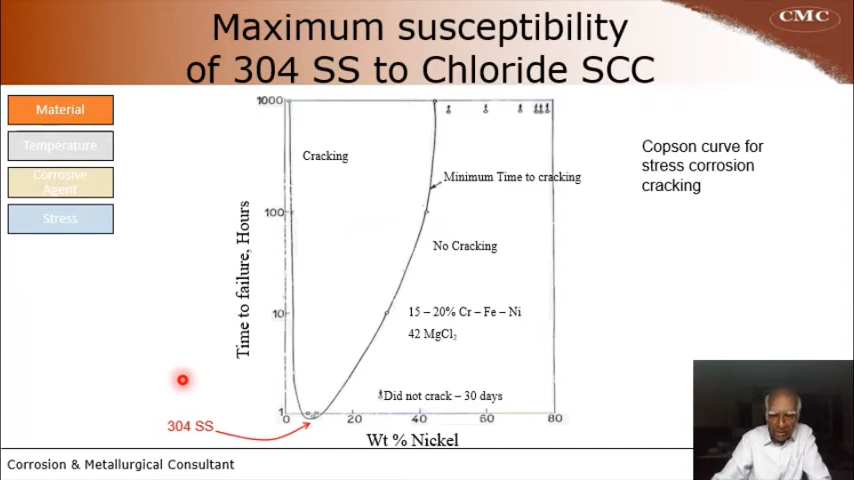 Maximum susceptibility
of 304 SS to Chloride SCC
CMC
Material
Temperature
Corrosive
Agent
Stress
Copson curve for
stress corrosion
cracking
Time to failure, Hours
1000
100
10
1
Cracking
Minimum Time to cracking
No Cracking
15 – 20% Cr – Fe – Ni
42 MgCl₂
Did not crack – 30 days
0
20
40
60
80
Wt % Nickel
304 SS
Corrosion & Metallurgical Consultant